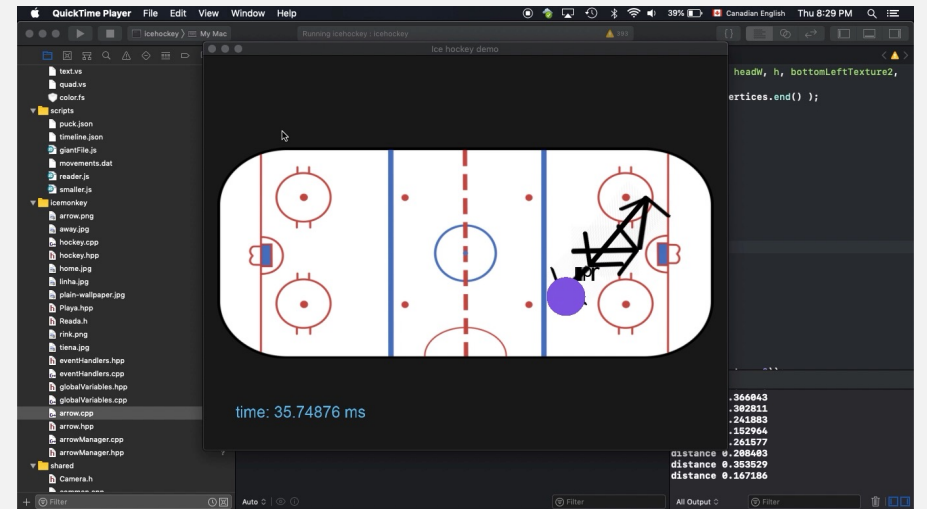 QuickTime Player File Edit View Window Help
39% Canadian English Thu 8:29 PM
icehockey My Mac
Running icehockey : icehockey
393
Ice hockey demo
text.vs
quad.vs
color.fs
scripts
puck.json
timeline.json
giantFile.js
movements.dat
reader.js
smaller.js
icemonkey
arrow.png
away.jpg
hockey.cpp
hockey.hpp
home.jpg
linha.jpg
plain-wallpaper.jpg
Playa.hpp
Reada.h
rink.png
tiena.jpg
eventHandlers.hpp
eventHandlers.cpp
globalVariables.hpp
globalVariables.cpp
arrow.cpp
arrow.hpp
arrowManager.cpp
arrowManager.hpp
shared
Camera.h
Filter
headW, h, bottomLeftTexture2,
ertices.end() );
time: 35.74876 ms
.366043
.302811
.241883
.152964
.261577
distance 0.208403
distance 0.353529
distance 0.167186
Auto
Filter
All Output
Filter